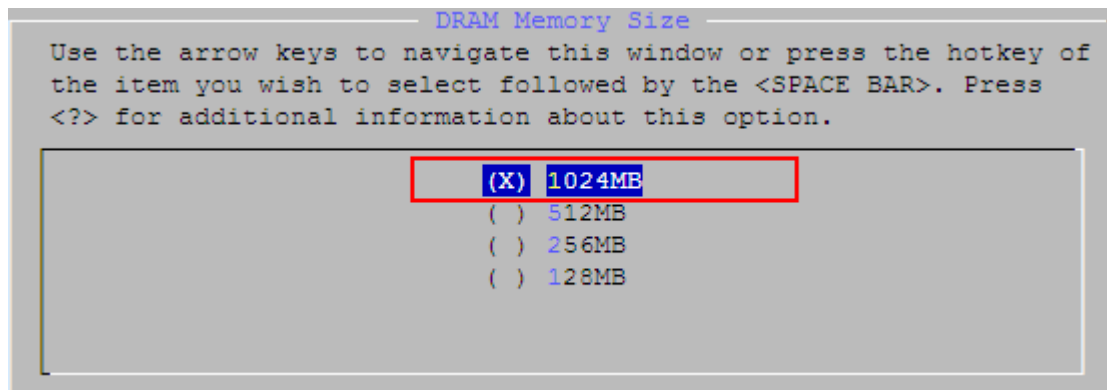 DRAM Memory Size
Use the arrow keys to navigate this window or press the hotkey of
the item you wish to select followed by the <SPACE BAR>. Press
<?> for additional information about this option.
(X) 1024MB
( ) 512MB
( ) 256MB
( ) 128MB